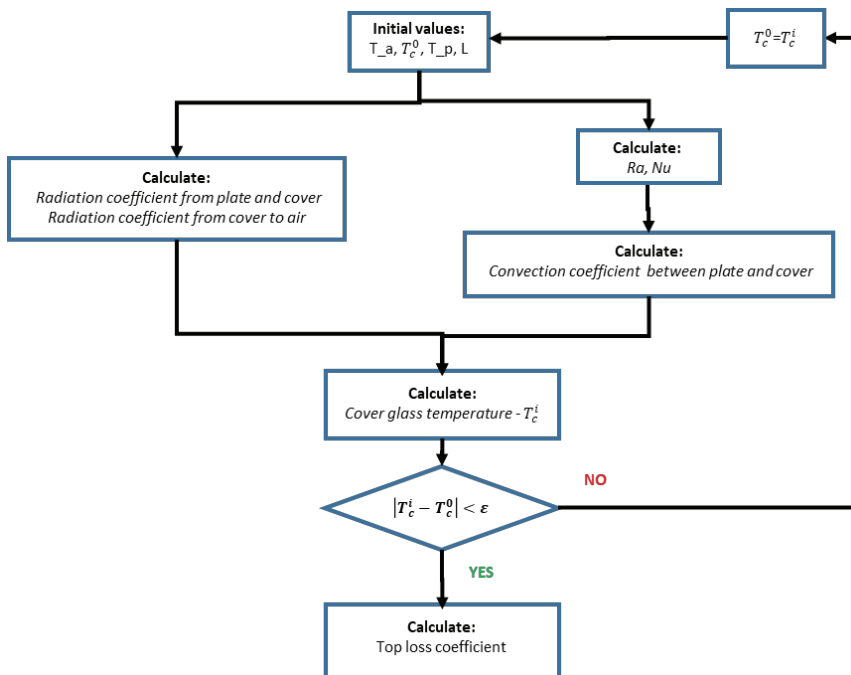 Initial values:
T_a, $T_c^0$, T_p, L
$T_c^0$=$T_c^i$
Calculate:
Radiation coefficient from plate and cover
Radiation coefficient from cover to air
Calculate:
Ra, Nu
Calculate:
Convection coefficient between plate and cover
Calculate:
Cover glass temperature - $T_c^i$
NO
$|T_c^i - T_c^0| < \varepsilon$
YES
Calculate:
Top loss coefficient